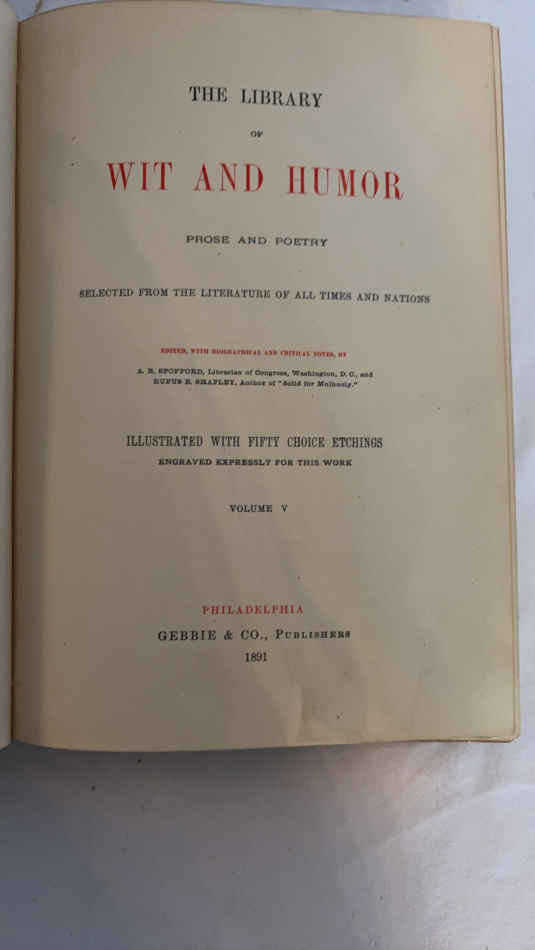 THE LIBRARY
OF
WIT AND HUMOR
PROSE AND POETRY
SELECTED FROM THE LITERATURE OF ALL TIMES AND NATIONS
EDITED, WITH BIOGRAPHICAL AND CRITICAL NOTES, BY
A. R. SPOFFORD, Librarian of Congress, Washington, D. C., and
RUFUS E. SHAPLEY, Author of "Solid for Mulhooly."
ILLUSTRATED WITH FIFTY CHOICE ETCHINGS
ENGRAVED EXPRESSLY FOR THIS WORK
VOLUME V
PHILADELPHIA
GEBBIE & CO., PUBLISHERS
1891